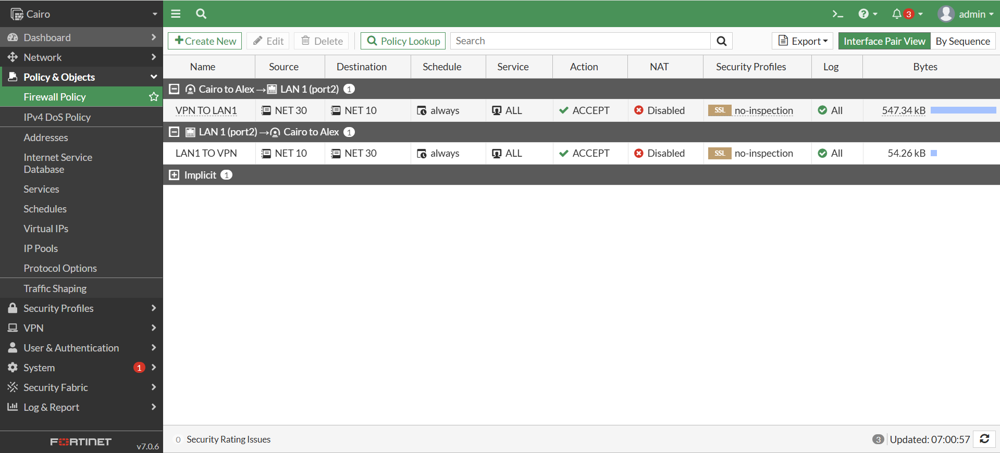 Cairo
3
admin
Dashboard
Network
Policy & Objects
Firewall Policy
IPv4 DoS Policy
Addresses
Internet Service
Database
Services
Schedules
Virtual IPs
IP Pools
Protocol Options
Traffic Shaping
Security Profiles
VPN
User & Authentication
System 1
Security Fabric
Log & Report
FORTINET
v7.0.6
Create New Edit Delete Policy Lookup Search Export Interface Pair View By Sequence
Name Source Destination Schedule Service Action NAT Security Profiles Log Bytes
Cairo to Alex → LAN 1 (port2) 1
VPN TO LAN1 NET 30 NET 10 always ALL ACCEPT Disabled SSL no-inspection All 547.34 kB
LAN 1 (port2) → Cairo to Alex 1
LAN1 TO VPN NET 10 NET 30 always ALL ACCEPT Disabled SSL no-inspection All 54.26 kB
Implicit 1
0 Security Rating Issues
3 Updated: 07:00:57